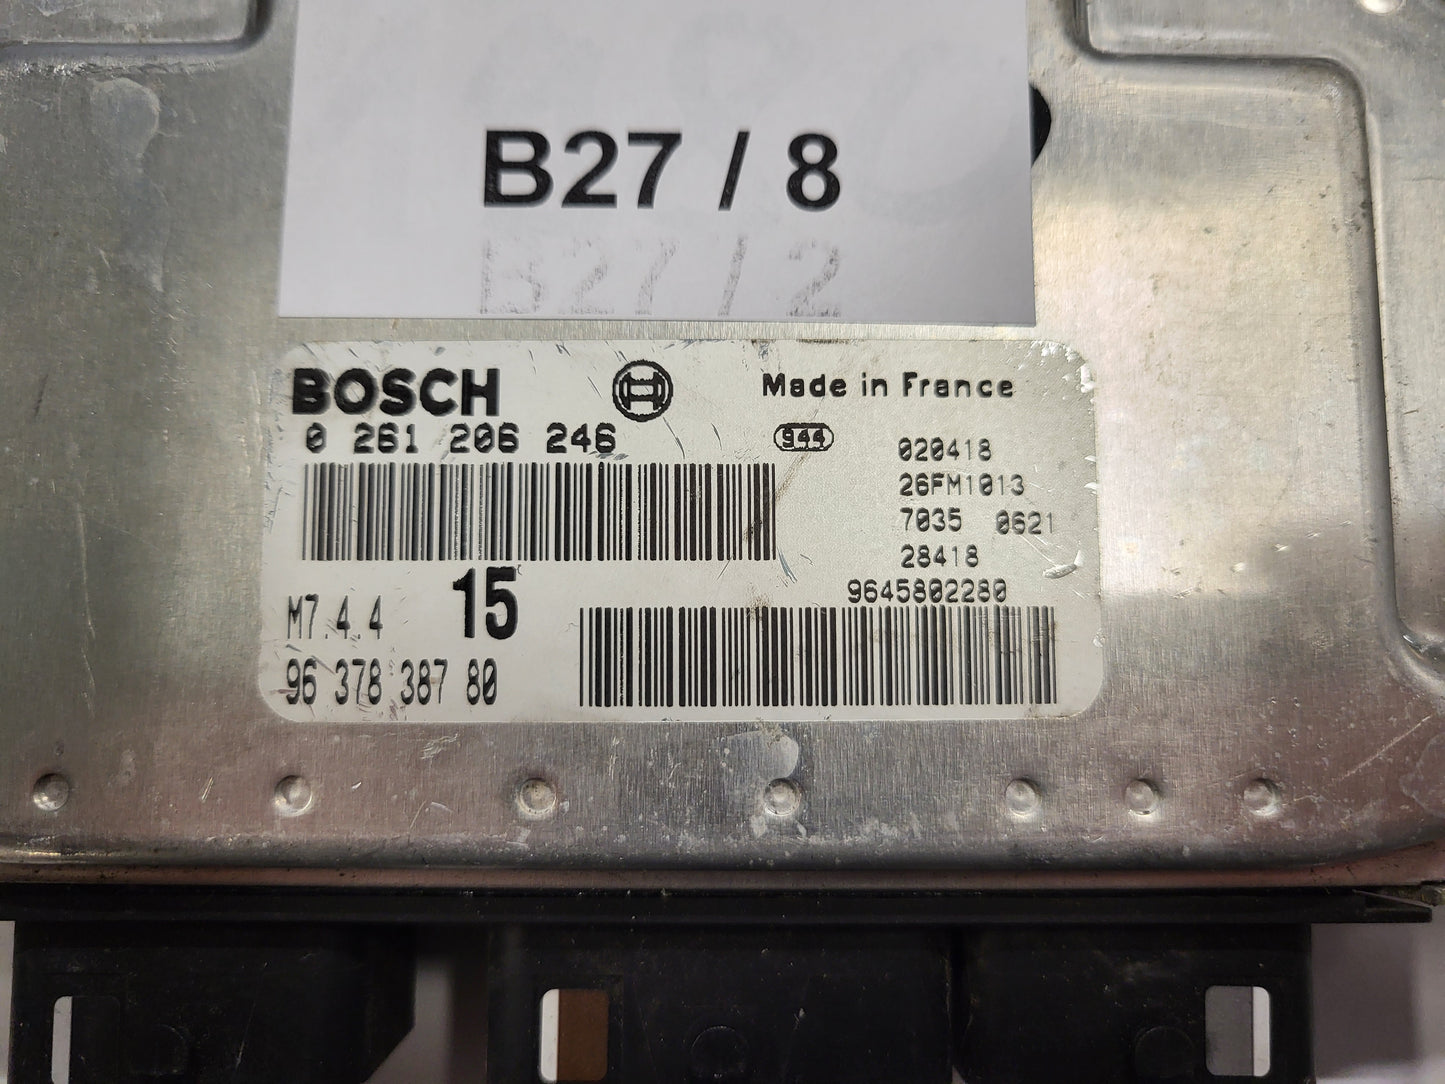 B27 / 8
B27 / 2
BOSCH
Made in France
0 261 206 246
944
020418
26FM1013
7035 0621
28418
9645802280
M7.4.4
15
96 378 387 80